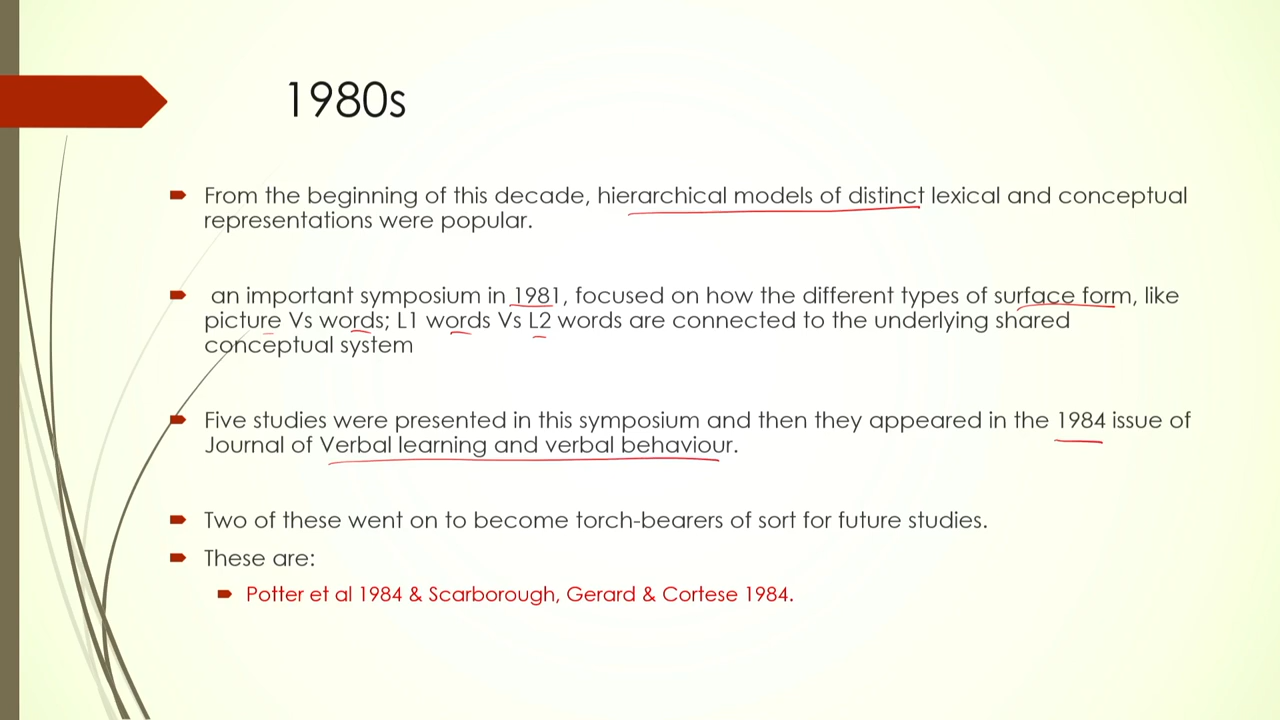 1980s
From the beginning of this decade, hierarchical models of distinct lexical and conceptual
representations were popular.
an important symposium in 1981, focused on how the different types of surface form, like
picture Vs words; L1 words Vs L2 words are connected to the underlying shared
conceptual system
Five studies were presented in this symposium and then they appeared in the 1984 issue of
Journal of Verbal learning and verbal behaviour.
Two of these went on to become torch-bearers of sort for future studies.
These are:
Potter et al 1984 & Scarborough, Gerard & Cortese 1984.